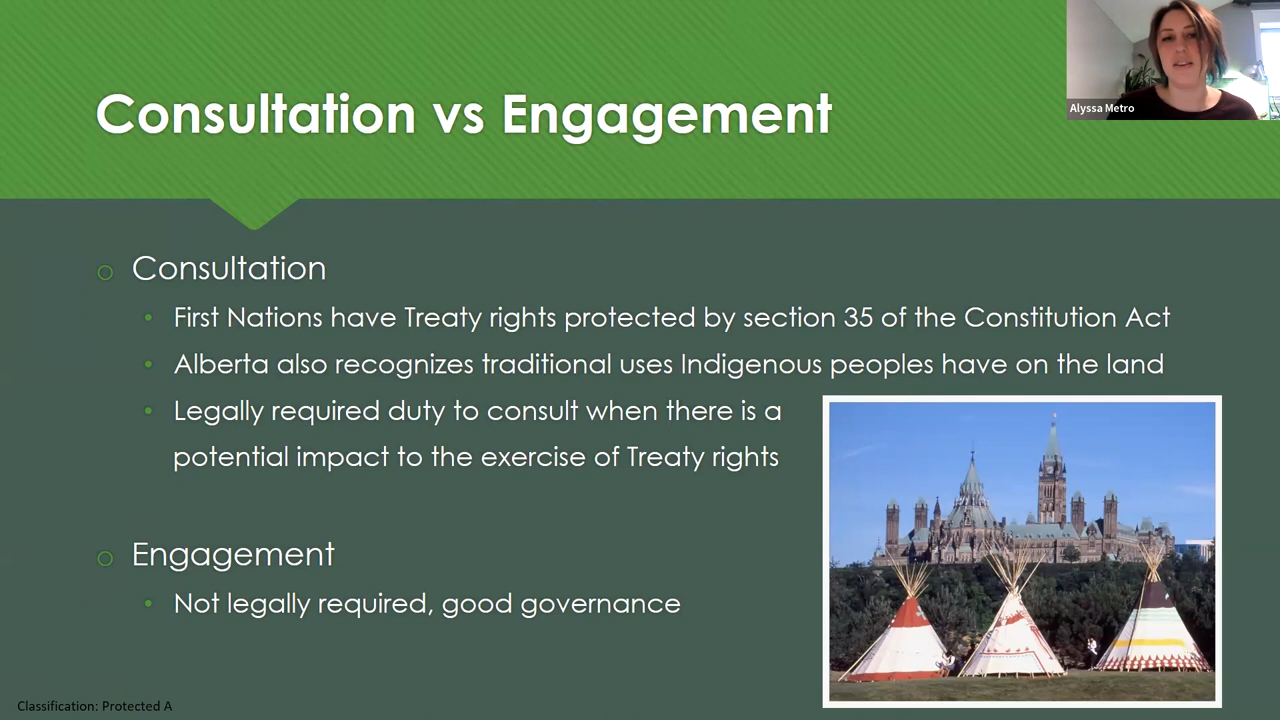 Consultation vs Engagement
Alyssa Metro
Consultation
First Nations have Treaty rights protected by section 35 of the Constitution Act
Alberta also recognizes traditional uses Indigenous peoples have on the land
Legally required duty to consult when there is a
potential impact to the exercise of Treaty rights
Engagement
Not legally required, good governance
Classification: Protected A